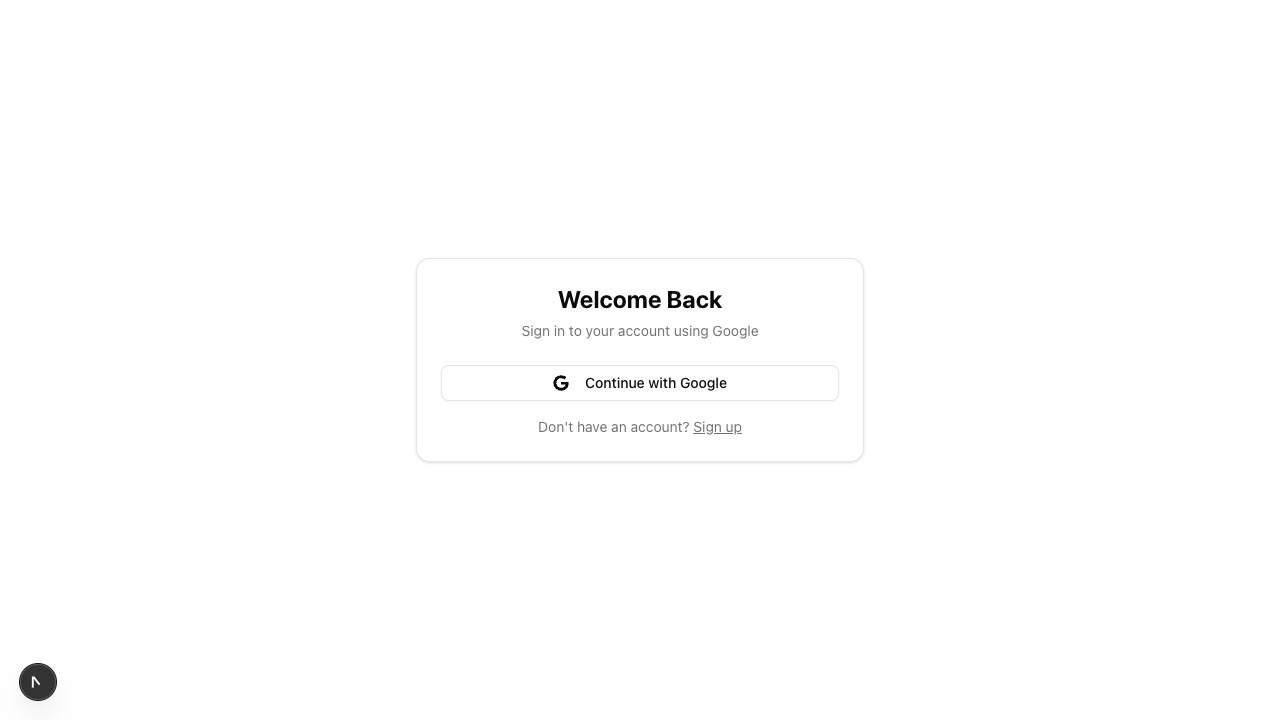 Welcome Back
Sign in to your account using Google
Continue with Google
Don't have an account? Sign up